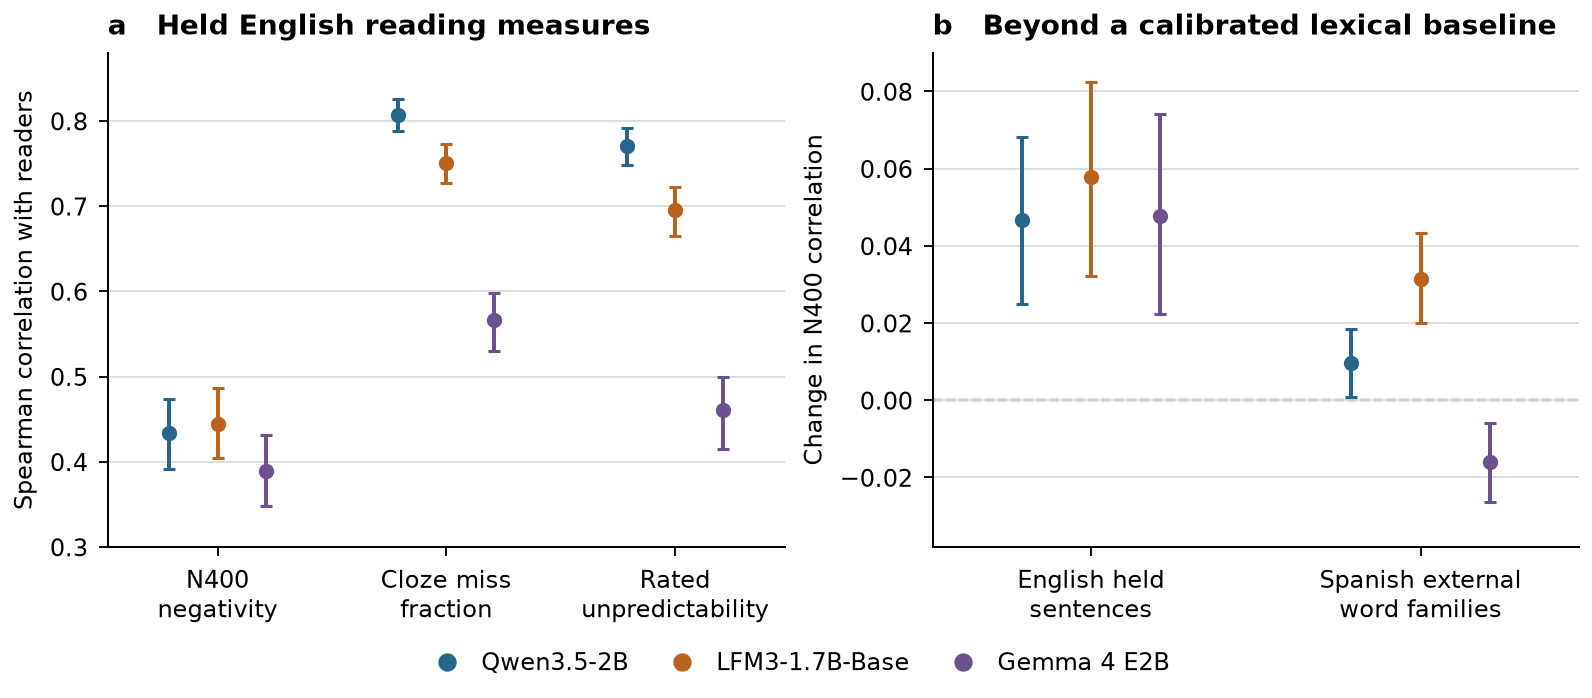 a Held English reading measures
Spearman correlation with readers
0.8
0.7
0.6
0.5
0.4
0.3
N400
negativity
Cloze miss
fraction
Rated
unpredictability
b Beyond a calibrated lexical baseline
Change in N400 correlation
0.08
0.06
0.04
0.02
0.00
−0.02
English held
sentences
Spanish external
word families
Qwen3.5-2B
LFM3-1.7B-Base
Gemma 4 E2B